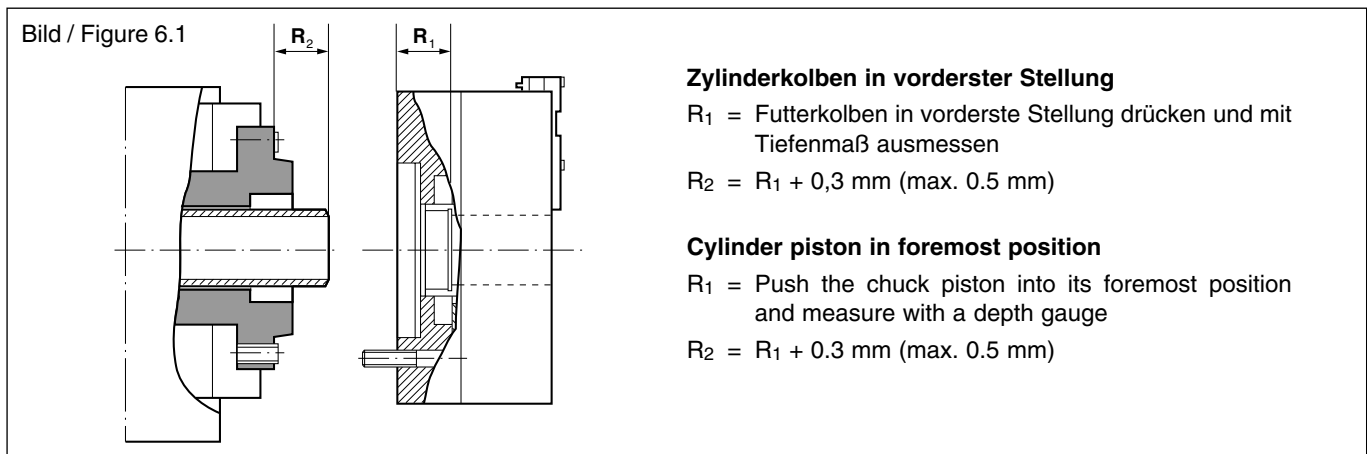 Bild / Figure 6.1
R₂
R₁
Zylinderkolben in vorderster Stellung
R₁ = Futterkolben in vorderste Stellung drücken und mit
Tiefenmaß ausmessen
R₂ = R₁ + 0,3 mm (max. 0.5 mm)
Cylinder piston in foremost position
R₁ = Push the chuck piston into its foremost position
and measure with a depth gauge
R₂ = R₁ + 0.3 mm (max. 0.5 mm)